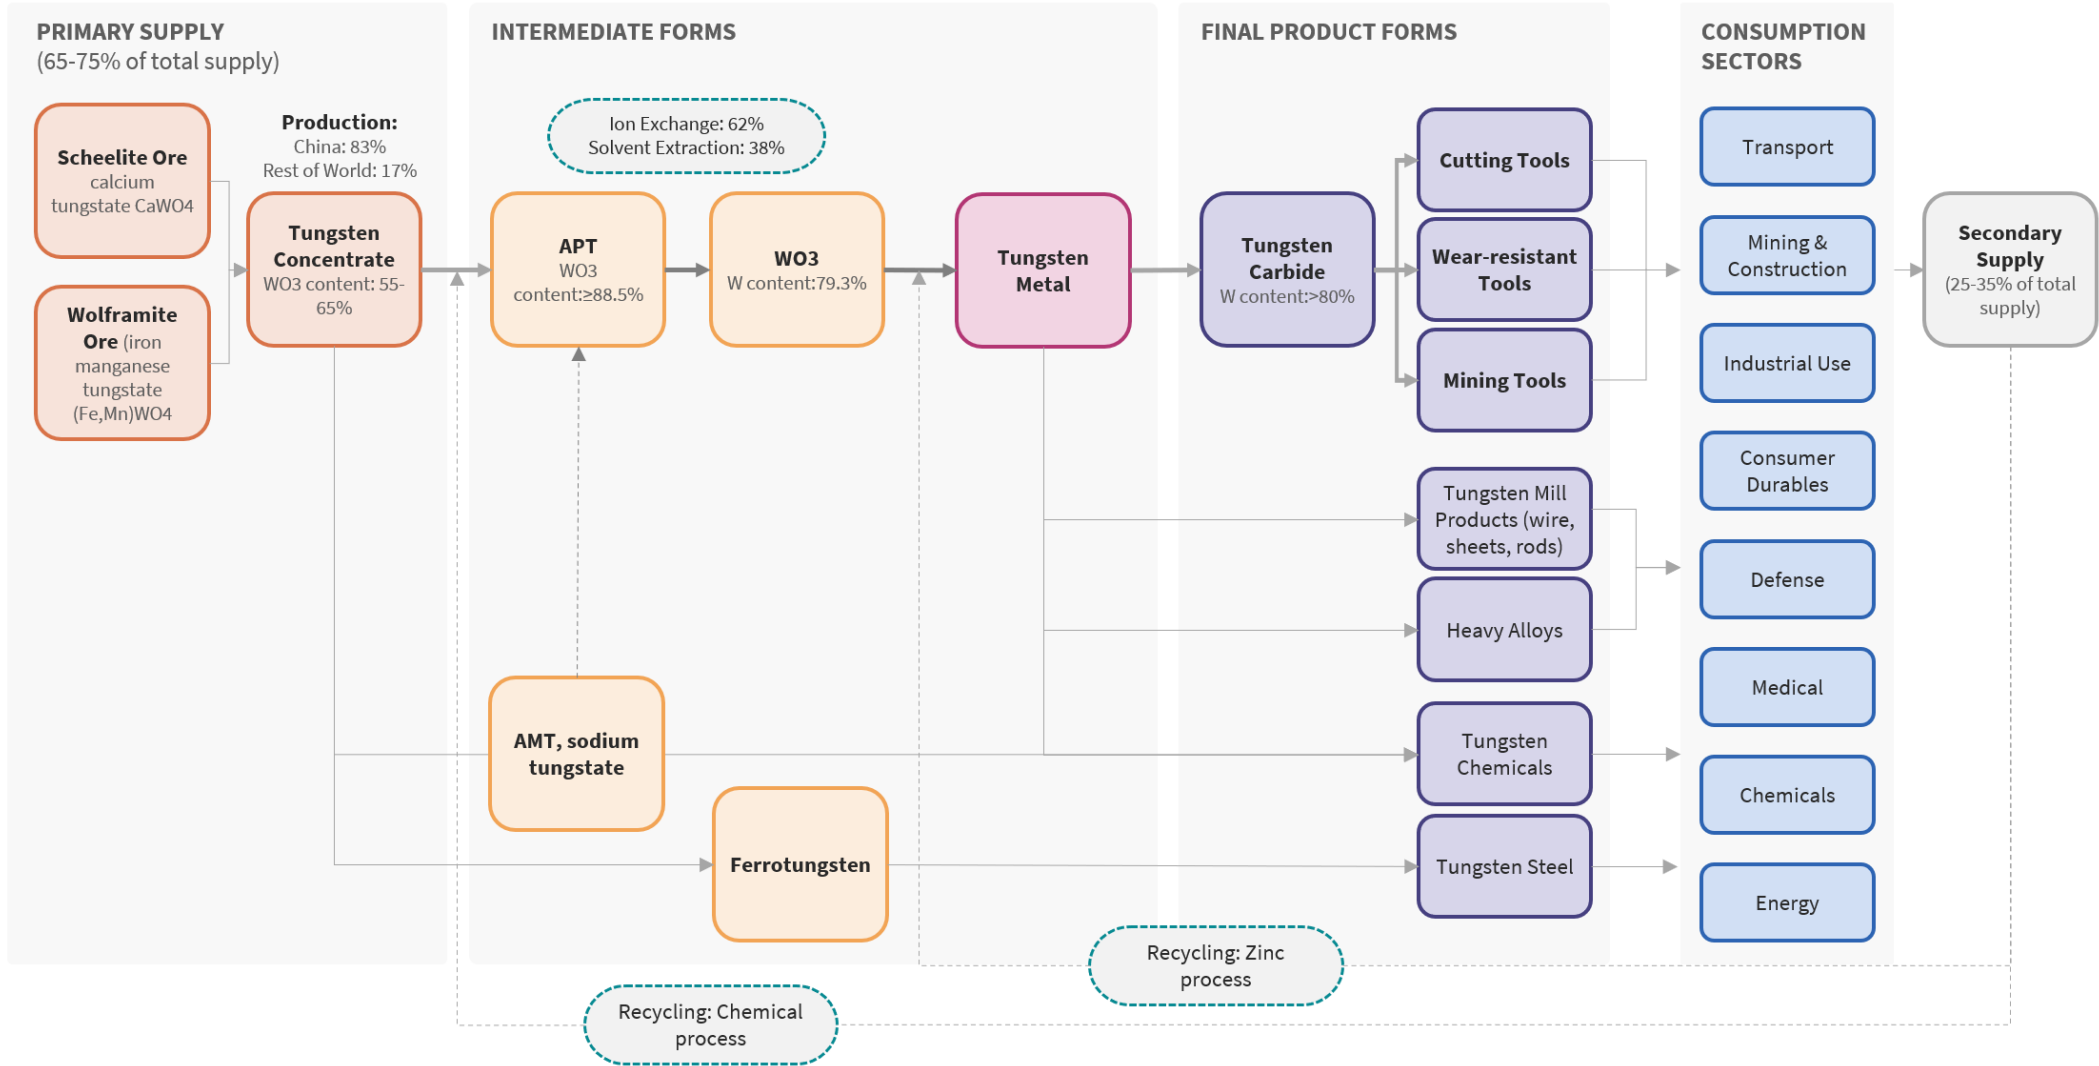 PRIMARY SUPPLY
(65-75% of total supply)
INTERMEDIATE FORMS
FINAL PRODUCT FORMS
CONSUMPTION
SECTORS
Scheelite Ore
calcium
tungstate CaWO4
Wolframite
Ore (iron
manganese
tungstate
(Fe,Mn)WO4
Production:
China: 83%
Rest of World: 17%
Tungsten
Concentrate
WO3 content: 55-
65%
Ion Exchange: 62%
Solvent Extraction: 38%
APT
WO3
content:≥88.5%
WO3
W content:79.3%
Tungsten
Metal
AMT, sodium
tungstate
Ferrotungsten
Tungsten
Carbide
W content:>80%
Cutting Tools
Wear-resistant
Tools
Mining Tools
Tungsten Mill
Products (wire,
sheets, rods)
Heavy Alloys
Tungsten
Chemicals
Tungsten Steel
Transport
Mining &
Construction
Industrial Use
Consumer
Durables
Defense
Medical
Chemicals
Energy
Secondary
Supply
(25-35% of total
supply)
Recycling: Zinc
process
Recycling: Chemical
process